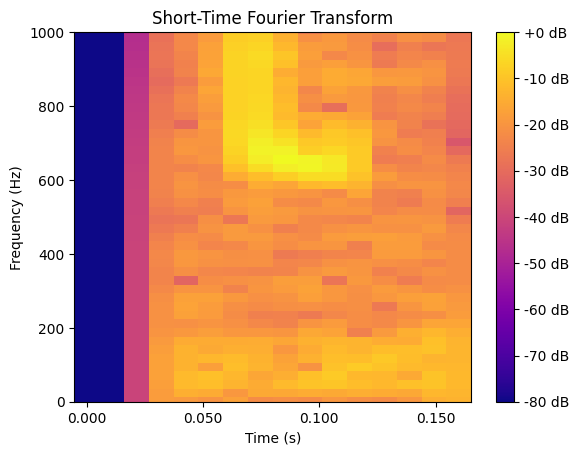 Short-Time Fourier Transform
1000
800
600
400
200
0
Frequency (Hz)
0.000
0.050
0.100
0.150
Time (s)
+0 dB
-10 dB
-20 dB
-30 dB
-40 dB
-50 dB
-60 dB
-70 dB
-80 dB